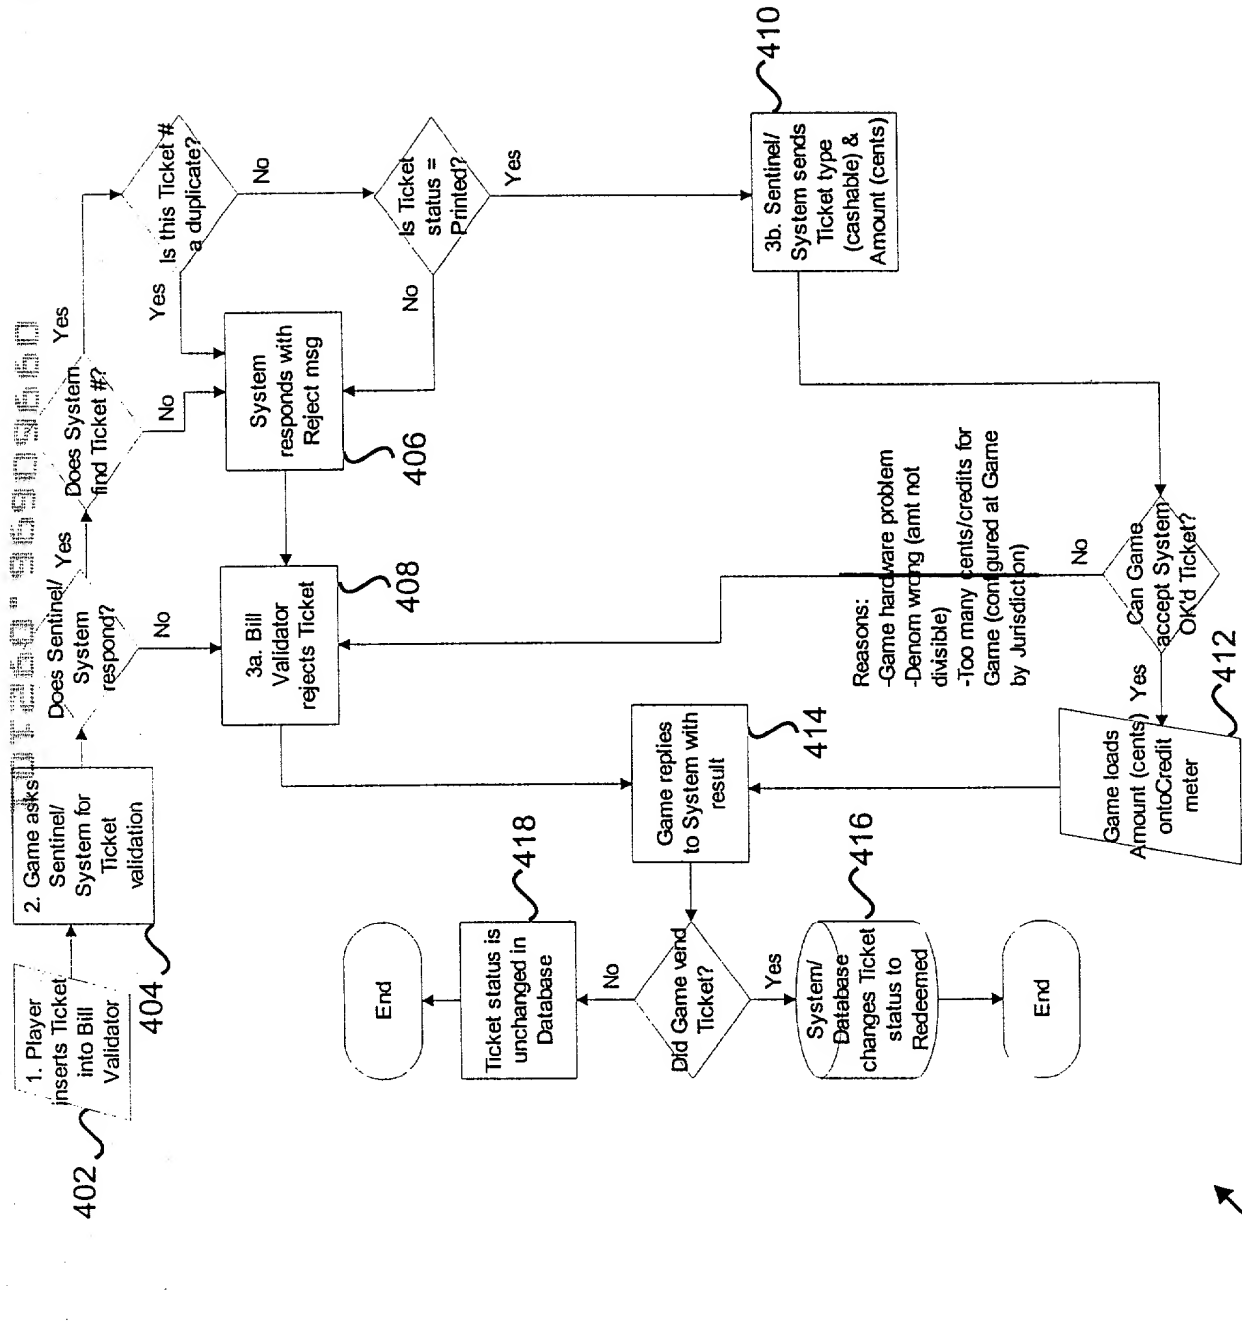 1. Player
inserts Ticket
into Bill
Validator
402
2. Game asks
Sentinel/
System for
Ticket
validation
404
Does Sentinel/
System
respond?
Yes
No
Does System
find Ticket #?
Yes
No
Is this Ticket #
a duplicate?
Yes
No
Is Ticket
status =
Printed?
No
Yes
System
responds with
Reject msg
406
3a. Bill
Validator
rejects Ticket
408
3b. Sentinel/
System sends
Ticket type
(cashable) &
Amount (cents)
410
Can Game
accept System
OK'd Ticket?
No
Yes
Reasons:
-Game hardware problem
-Denom wrong (amt not
divisible)
-Too many cents/credits for
Game (configured at Game
by Jurisdiction)
Game loads
Amount (cents)
ontoCredit
meter
412
Game replies
to System with
result
414
Did Game vend
Ticket?
No
Yes
Ticket status is
unchanged in
Database
418
End
System/
Database
changes Ticket
status to
Redeemed
416
End